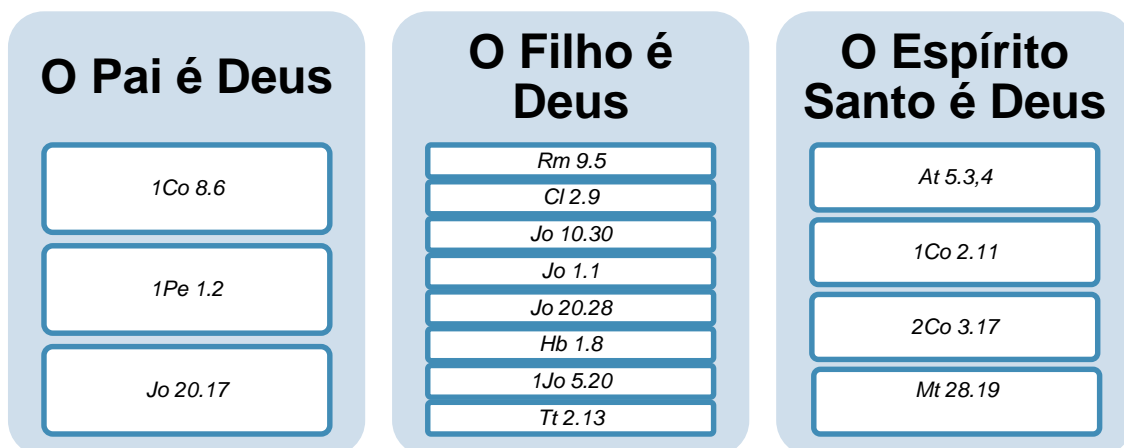 O Pai é Deus
1Co 8.6
1Pe 1.2
Jo 20.17
O Filho é
Deus
Rm 9.5
Cl 2.9
Jo 10.30
Jo 1.1
Jo 20.28
Hb 1.8
1Jo 5.20
Tt 2.13
O Espírito
Santo é Deus
At 5.3,4
1Co 2.11
2Co 3.17
Mt 28.19